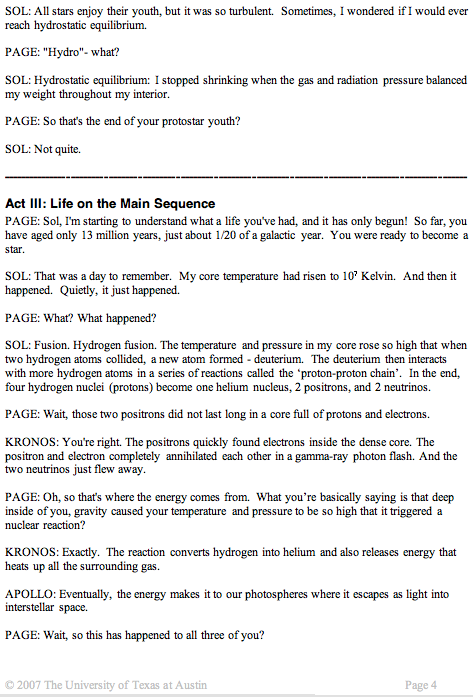 SOL: All stars enjoy their youth, but it was so turbulent.  Sometimes, I wondered if I would ever
reach hydrostatic equilibrium.
PAGE: "Hydro"- what?
SOL: Hydrostatic equilibrium: I stopped shrinking when the gas and radiation pressure balanced
my weight throughout my interior.
PAGE: So that's the end of your protostar youth?
SOL: Not quite.
Act III: Life on the Main Sequence
PAGE: Sol, I'm starting to understand what a life you've had, and it has only begun!  So far, you
have aged only 13 million years, just about 1/20 of a galactic  year.  You were ready to become a
star.
SOL: That was a day to remember.  My core temperature had risen to 10⁷ Kelvin.  And then it
happened.  Quietly, it just happened.
PAGE: What?  What happened?
SOL: Fusion. Hydrogen fusion. The temperature  and pressure in my core rose so high that when
two hydrogen atoms collided, a new atom formed - deuterium.  The deuterium then interacts
with more hydrogen atoms in a series of reactions called the ‘proton-proton chain’.  In the end,
four hydrogen nuclei (protons) become one helium nucleus, 2 positrons, and 2 neutrinos.
PAGE: Wait, those two positrons did not last long in a core full of protons and electrons.
KRONOS: You're right. The positrons quickly found electrons inside the dense core. The
positron and electron completely annihilated each other in a gamma-ray photon flash. And the
two neutrinos just flew away.
PAGE: Oh, so that's where the energy comes from.  What you’re basically saying is that deep
inside of you, gravity caused your temperature and pressure to be so high that it triggered a
nuclear reaction?
KRONOS: Exactly.  The reaction converts hydrogen into helium and also releases energy that
heats up all the surrounding gas.
APOLLO: Eventually, the energy makes it to our photospheres where it escapes as light into
interstellar space.
PAGE: Wait, so this has happened to all three of you?
© 2007 The University of Texas at Austin
Page 4